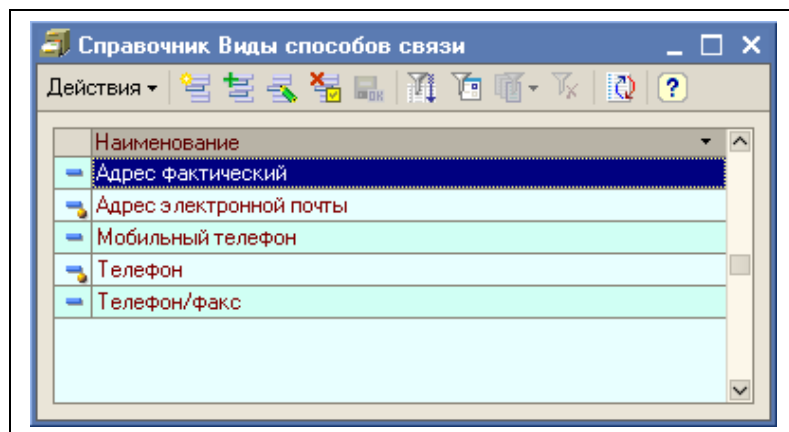 Справочник Виды способов связи
Действия
Наименование
Адрес фактический
Адрес электронной почты
Мобильный телефон
Телефон
Телефон/факс